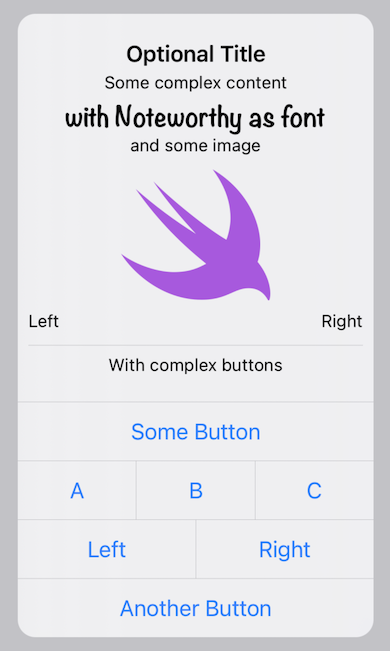 Optional Title
Some complex content
with Noteworthy as font
and some image
Left Right
With complex buttons
Some Button
A B C
Left Right
Another Button